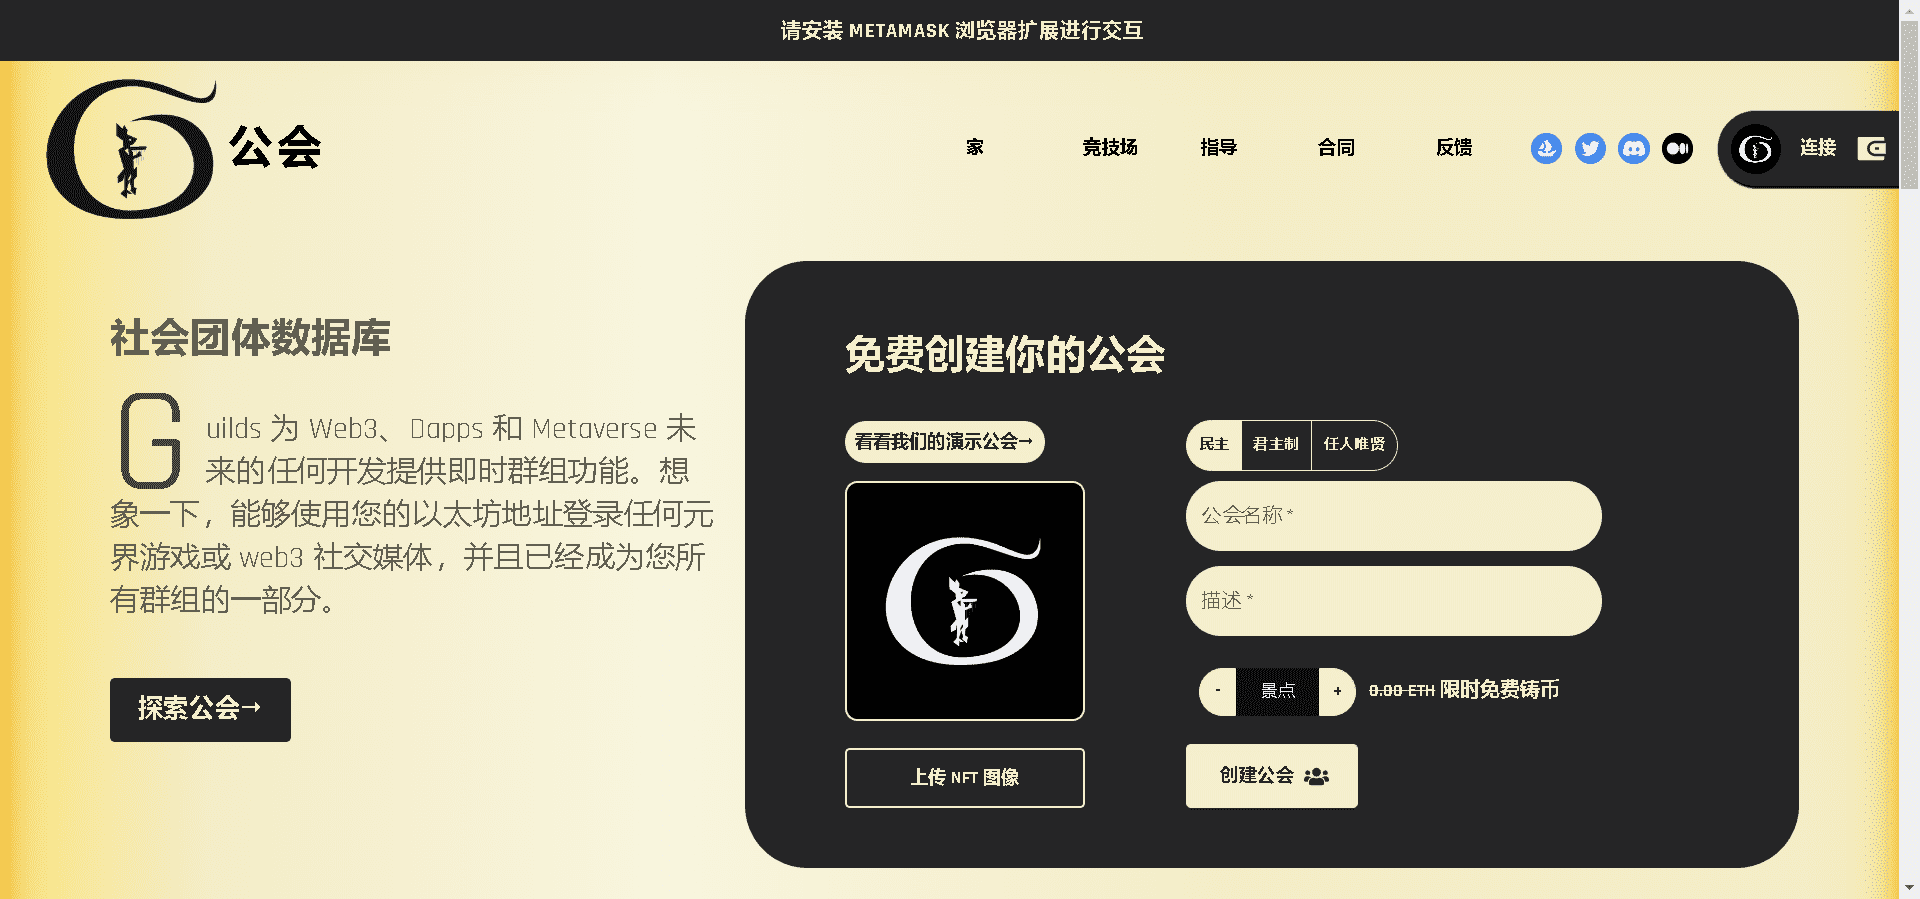 请安装 METAMASK 浏览器扩展进行交互
公会
家 竞技场 指导 合同 反馈
连接
社会团体数据库
Guilds 为 Web3、Dapps 和 Metaverse 未
来的任何开发提供即时群组功能。想
象一下，能够使用您的以太坊地址登录任何元
界游戏或 web3 社交媒体，并且已经成为您所
有群组的一部分。
探索公会→
免费创建你的公会
看看我们的演示公会→
民主 君主制 任人唯贤
公会名称 *
描述 *
- 景点 +
0.00 ETH 限时免费铸币
上传 NFT 图像
创建公会